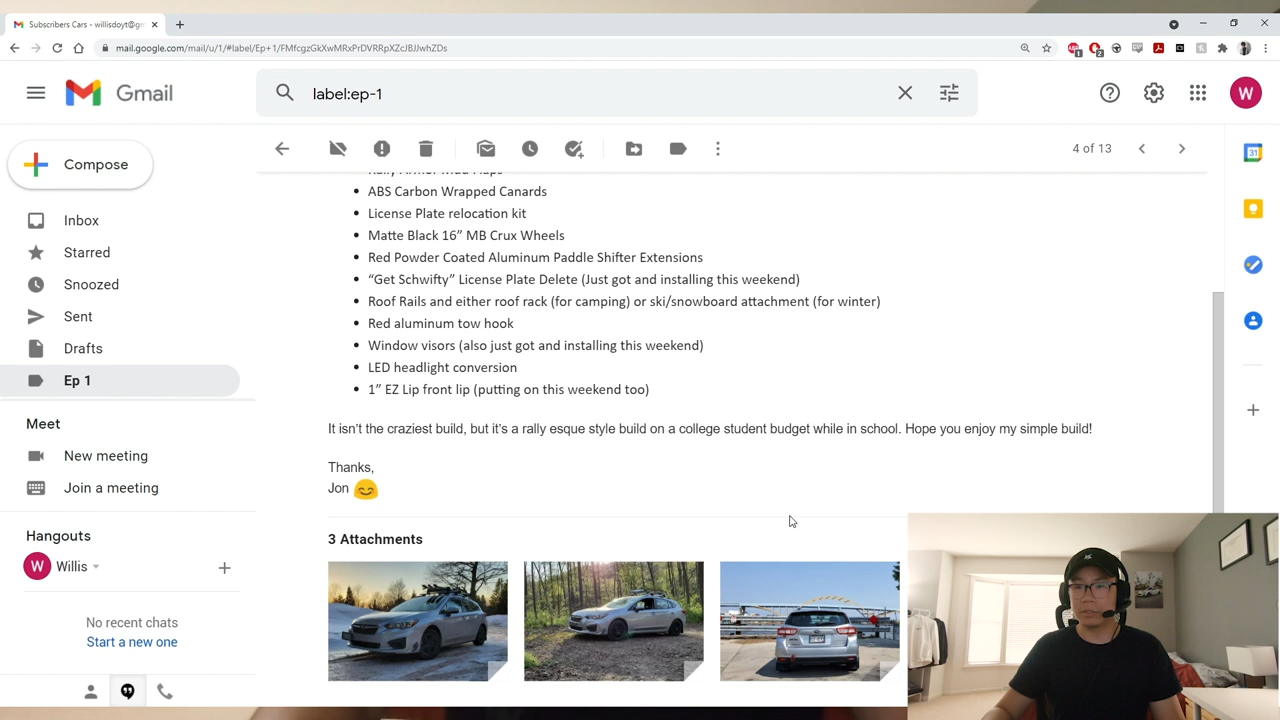 Subscribers Cars - willisdoyt@gm
mail.google.com/mail/u/1/#label/Ep+1/FMfcgzGkXwMRxPrDVRRpXZcJBJJwhZDs
Gmail
label:ep-1
W
Compose
4 of 13
Inbox
Starred
Snoozed
Sent
Drafts
Ep 1
Meet
New meeting
Join a meeting
Hangouts
W Willis
No recent chats
Start a new one
Rally Armor Mud Flaps
• ABS Carbon Wrapped Canards
• License Plate relocation kit
• Matte Black 16” MB Crux Wheels
• Red Powder Coated Aluminum Paddle Shifter Extensions
• “Get Schwifty” License Plate Delete (Just got and installing this weekend)
• Roof Rails and either roof rack (for camping) or ski/snowboard attachment (for winter)
• Red aluminum tow hook
• Window visors (also just got and installing this weekend)
• LED headlight conversion
• 1” EZ Lip front lip (putting on this weekend too)
It isn’t the craziest build, but it’s a rally esque style build on a college student budget while in school. Hope you enjoy my simple build!
Thanks,
Jon
3 Attachments
31